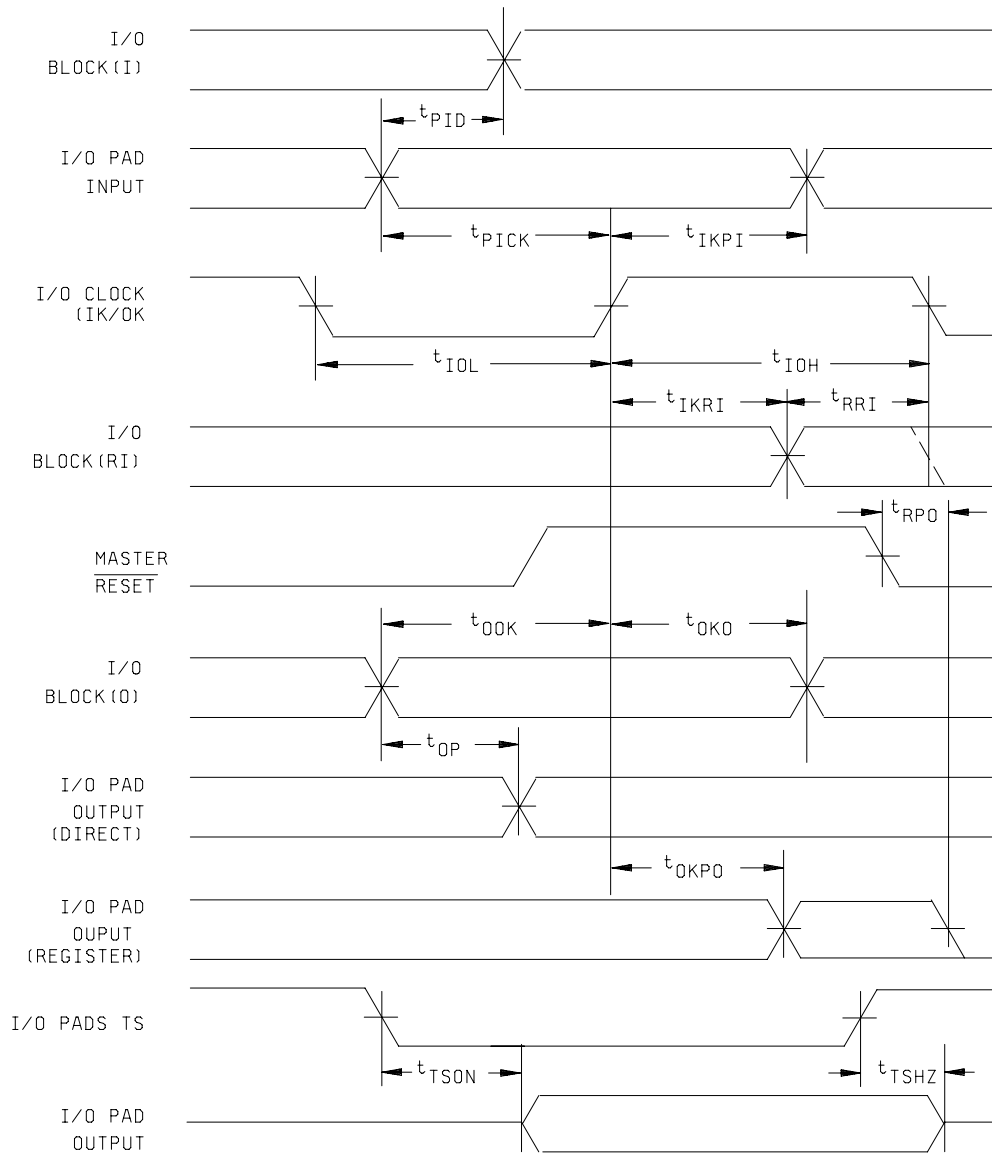 I/O
BLOCK(I)
tPID
I/O PAD
INPUT
tPICK
tIKPI
I/O CLOCK
(IK/OK
tIOL
tIOH
tIKRI
tRRI
I/O
BLOCK(RI)
tRPO
MASTER
RESET
tOOK
tOKO
I/O
BLOCK(O)
tOP
I/O PAD
OUTPUT
(DIRECT)
tOKPO
I/O PAD
OUPUT
(REGISTER)
I/O PADS TS
tTSON
tTSHZ
I/O PAD
OUTPUT